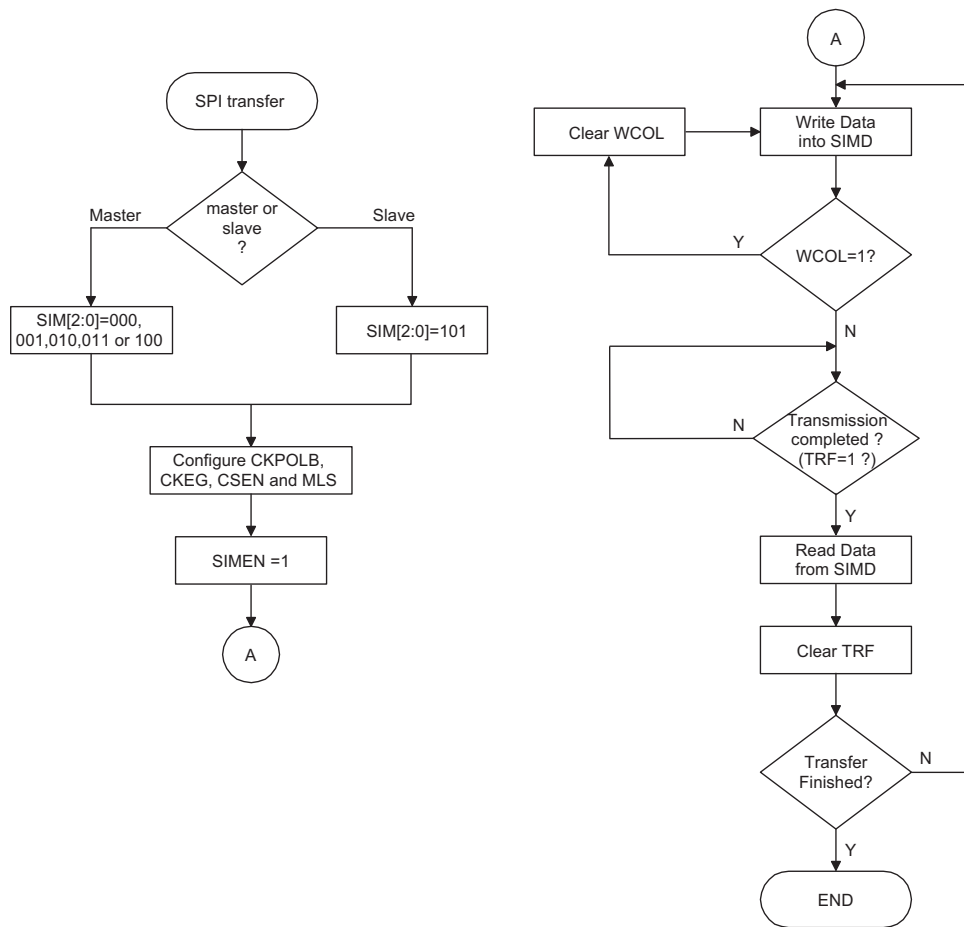 SPI transfer
master or
slave
?
Master
Slave
SIM[2:0]=000,
001,010,011 or 100
SIM[2:0]=101
Configure CKPOLB,
CKEG, CSEN and MLS
SIMEN =1
A
A
Write Data
into SIMD
Clear WCOL
WCOL=1?
Y
N
Transmission
completed ?
(TRF=1 ?)
N
Y
Read Data
from SIMD
Clear TRF
Transfer
Finished?
N
Y
END